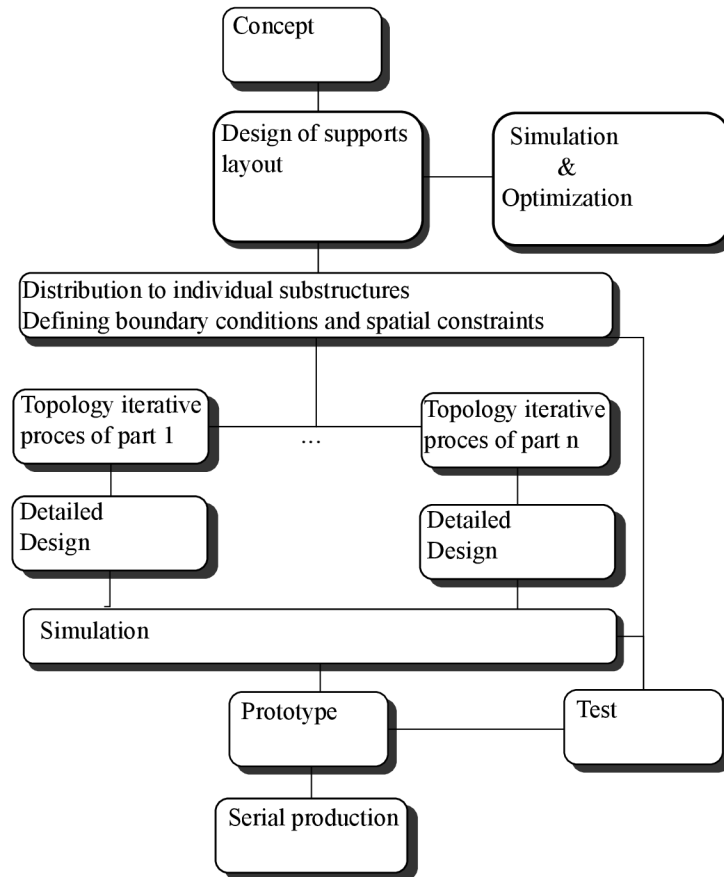 Concept
Design of supports
layout
Simulation
&
Optimization
Distribution to individual substructures
Defining boundary conditions and spatial constraints
Topology iterative
proces of part 1
...
Topology iterative
proces of part n
Detailed
Design
Detailed
Design
Simulation
Prototype
Test
Serial production